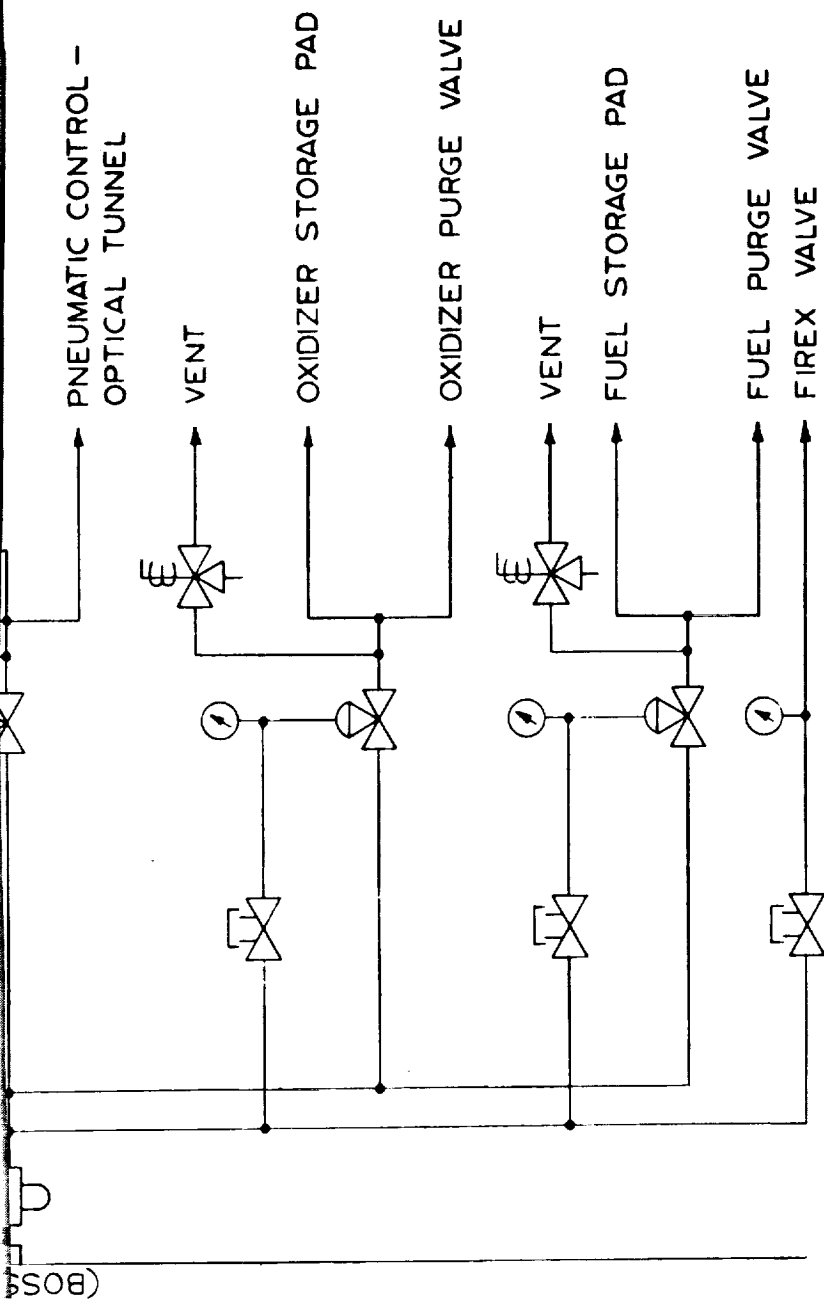 PNEUMATIC CONTROL –
OPTICAL TUNNEL
VENT
OXIDIZER STORAGE PAD
OXIDIZER PURGE VALVE
VENT
FUEL STORAGE PAD
FUEL PURGE VALVE
FIREX VALVE
(BOSS